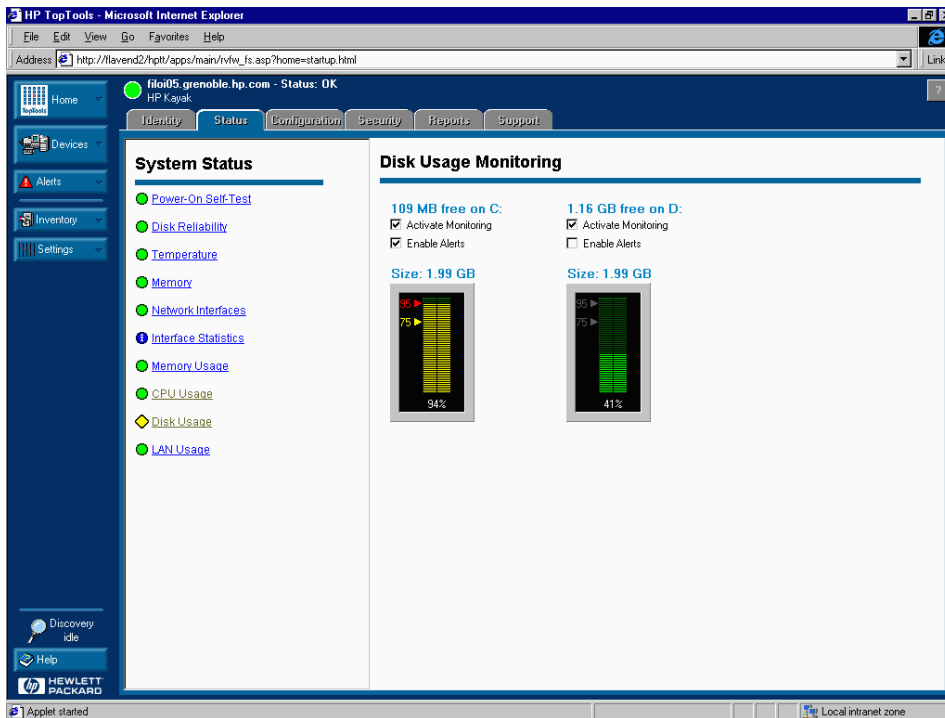 HP TopTools - Microsoft Internet Explorer
File Edit View Go Favorites Help
Address http://flavend2/hptt/apps/main/rvfw_fs.asp?home=startup.html Link
TopTools Home
Devices
Alerts
Inventory
Settings
Discovery
idle
Help
hp HEWLETT
PACKARD
filoi05.grenoble.hp.com - Status: OK
HP Kayak
?
Identity Status Configuration Security Reports Support
System Status
Power-On Self-Test
Disk Reliability
Temperature
Memory
Network Interfaces
Interface Statistics
Memory Usage
CPU Usage
Disk Usage
LAN Usage
Disk Usage Monitoring
109 MB free on C:
Activate Monitoring
Enable Alerts
Size: 1.99 GB
95
75
94%
1.16 GB free on D:
Activate Monitoring
Enable Alerts
Size: 1.99 GB
95
75
41%
Applet started
Local intranet zone